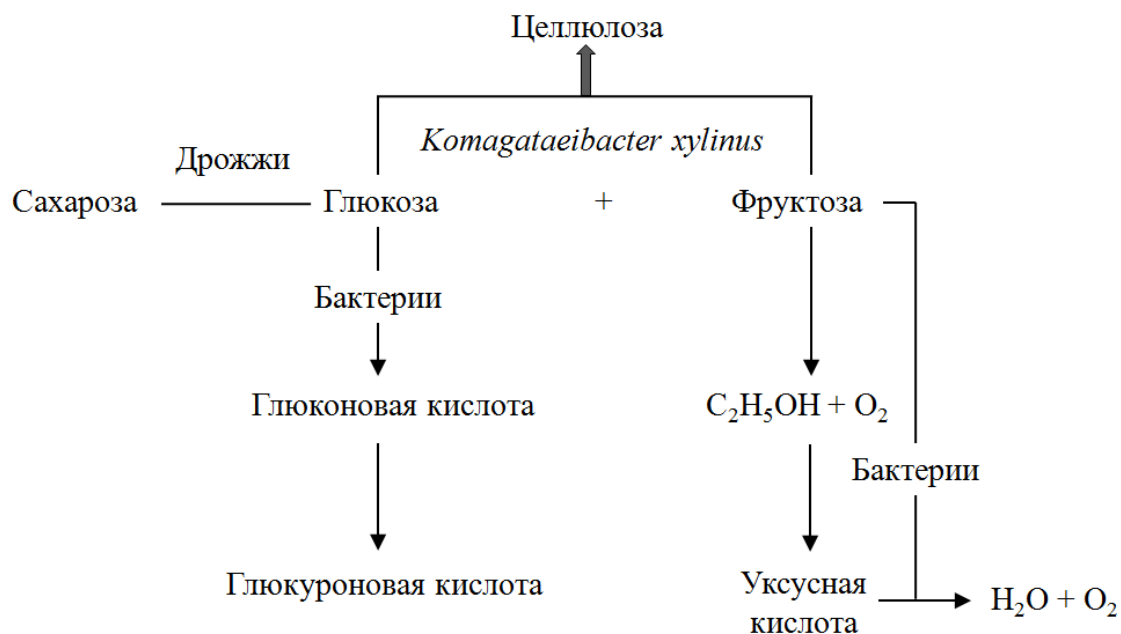 Целлюлоза
Komagataeibacter xylinus
Дрожжи
Сахароза
Глюкоза
+
Фруктоза
Бактерии
Глюконовая кислота
C₂H₅OH + O₂
Бактерии
Глюкуроновая кислота
Уксусная
кислота
H₂O + O₂